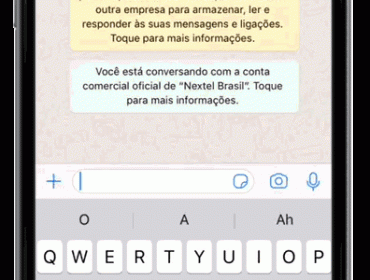 outra empresa para armazenar, ler e
responder às suas mensagens e ligações.
Toque para mais informações.
Você está conversando com a conta
comercial oficial de “Nextel Brasil”. Toque
para mais informações.
O A Ah
Q W E R T Y U I O P